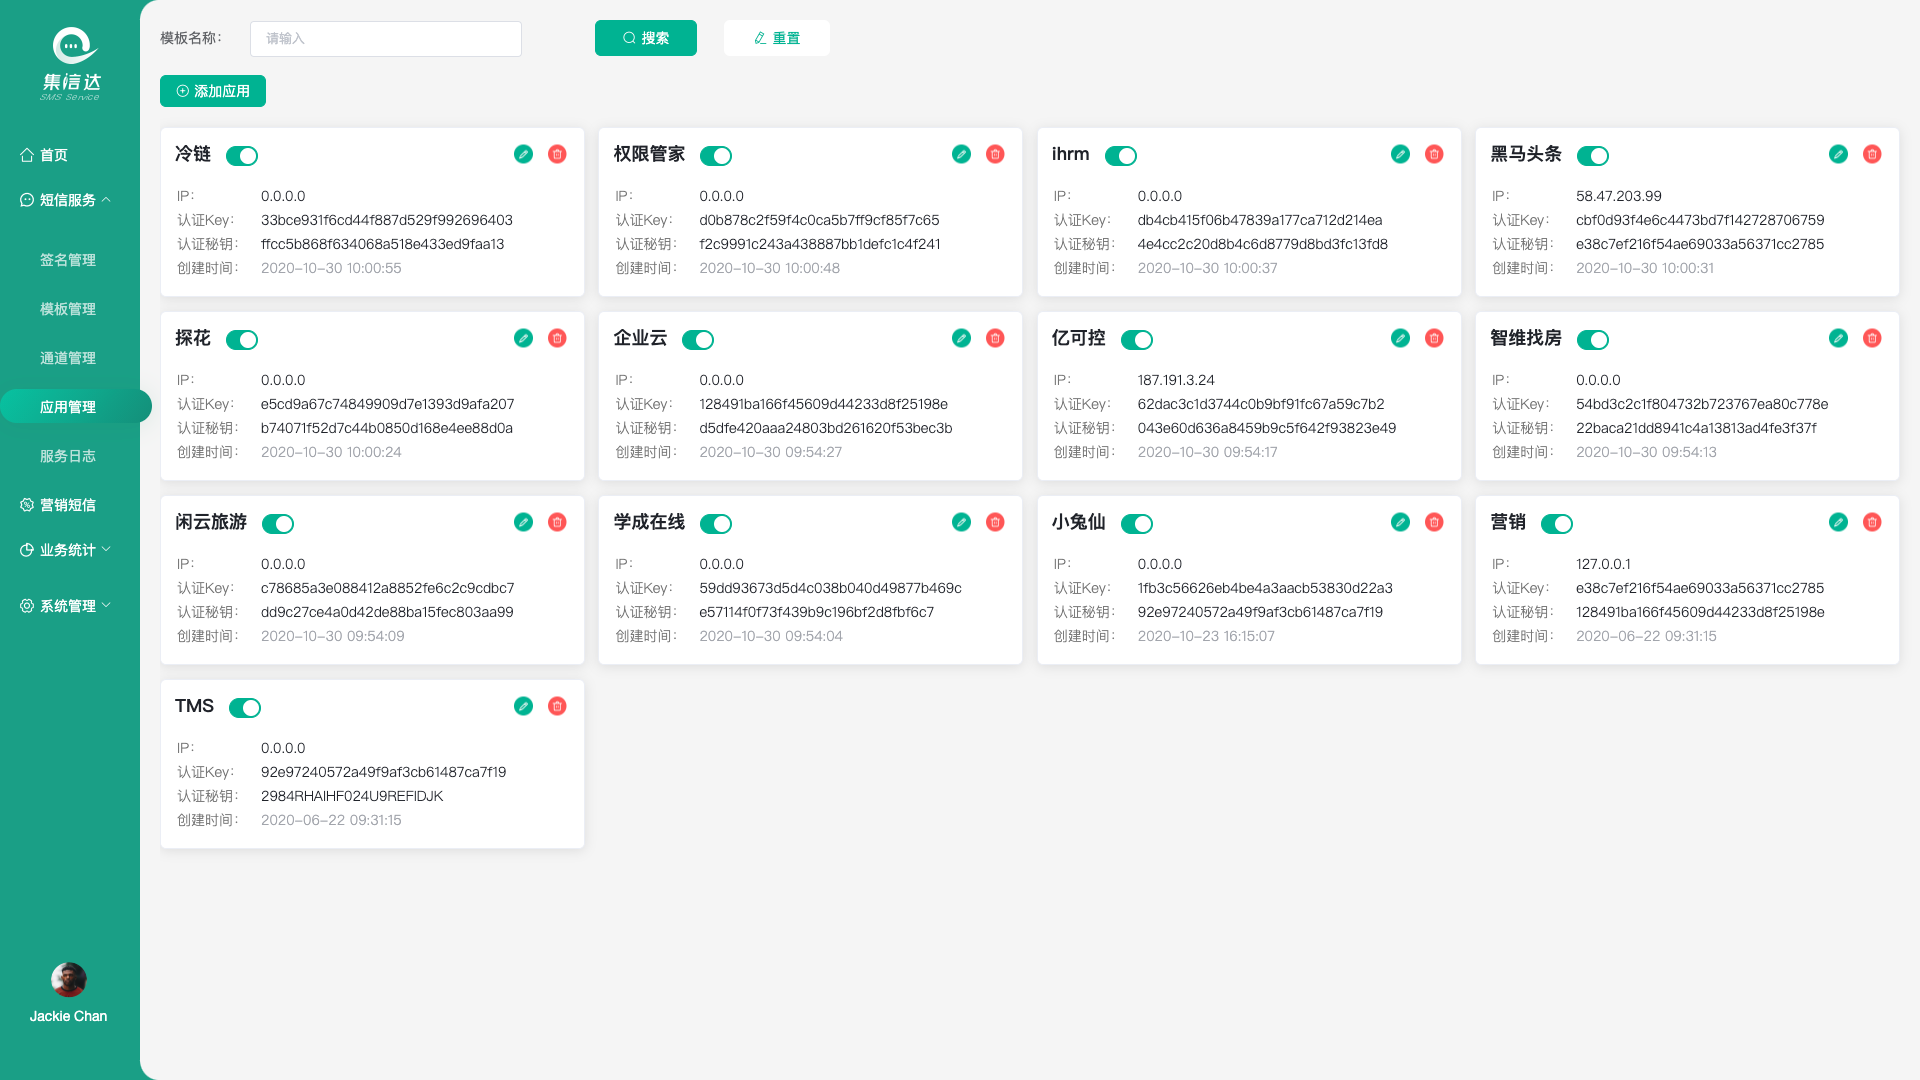 集信达
SMS Service
首页
短信服务
签名管理
模板管理
通道管理
应用管理
服务日志
营销短信
业务统计
系统管理
Jackie Chan
模板名称：
请输入
搜索
重置
添加应用
冷链
IP：
0.0.0.0
认证Key：
33bce931f6cd44f887d529f992696403
认证秘钥：
ffcc5b868f634068a518e433ed9faa13
创建时间：
2020-10-30 10:00:55
权限管家
IP：
0.0.0.0
认证Key：
d0b878c2f59f4c0ca5b7ff9cf85f7c65
认证秘钥：
f2c9991c243a438887bb1defc1c4f241
创建时间：
2020-10-30 10:00:48
ihrm
IP：
0.0.0.0
认证Key：
db4cb415f06b47839a177ca712d214ea
认证秘钥：
4e4cc2c20d8b4c6d8779d8bd3fc13fd8
创建时间：
2020-10-30 10:00:37
黑马头条
IP：
58.47.203.99
认证Key：
cbf0d93f4e6c4473bd7f142728706759
认证秘钥：
e38c7ef216f54ae69033a56371cc2785
创建时间：
2020-10-30 10:00:31
探花
IP：
0.0.0.0
认证Key：
e5cd9a67c74849909d7e1393d9afa207
认证秘钥：
b74071f52d7c44b0850d168e4ee88d0a
创建时间：
2020-10-30 10:00:24
企业云
IP：
0.0.0.0
认证Key：
128491ba166f45609d44233d8f25198e
认证秘钥：
d5dfe420aaa24803bd261620f53bec3b
创建时间：
2020-10-30 09:54:27
亿可控
IP：
187.191.3.24
认证Key：
62dac3c1d3744c0b9bf91fc67a59c7b2
认证秘钥：
043e60d636a8459b9c5f642f93823e49
创建时间：
2020-10-30 09:54:17
智维找房
IP：
0.0.0.0
认证Key：
54bd3c2c1f804732b723767ea80c778e
认证秘钥：
22baca21dd8941c4a13813ad4fe3f37f
创建时间：
2020-10-30 09:54:13
闲云旅游
IP：
0.0.0.0
认证Key：
c78685a3e088412a8852fe6c2c9cdbc7
认证秘钥：
dd9c27ce4a0d42de88ba15fec803aa99
创建时间：
2020-10-30 09:54:09
学成在线
IP：
0.0.0.0
认证Key：
59dd93673d5d4c038b040d49877b469c
认证秘钥：
e57114f0f73f439b9c196bf2d8fbf6c7
创建时间：
2020-10-30 09:54:04
小兔仙
IP：
0.0.0.0
认证Key：
1fb3c56626eb4be4a3aacb53830d22a3
认证秘钥：
92e97240572a49f9af3cb61487ca7f19
创建时间：
2020-10-23 16:15:07
营销
IP：
127.0.0.1
认证Key：
e38c7ef216f54ae69033a56371cc2785
认证秘钥：
128491ba166f45609d44233d8f25198e
创建时间：
2020-06-22 09:31:15
TMS
IP：
0.0.0.0
认证Key：
92e97240572a49f9af3cb61487ca7f19
认证秘钥：
2984RHAIHF024U9REFIDJK
创建时间：
2020-06-22 09:31:15